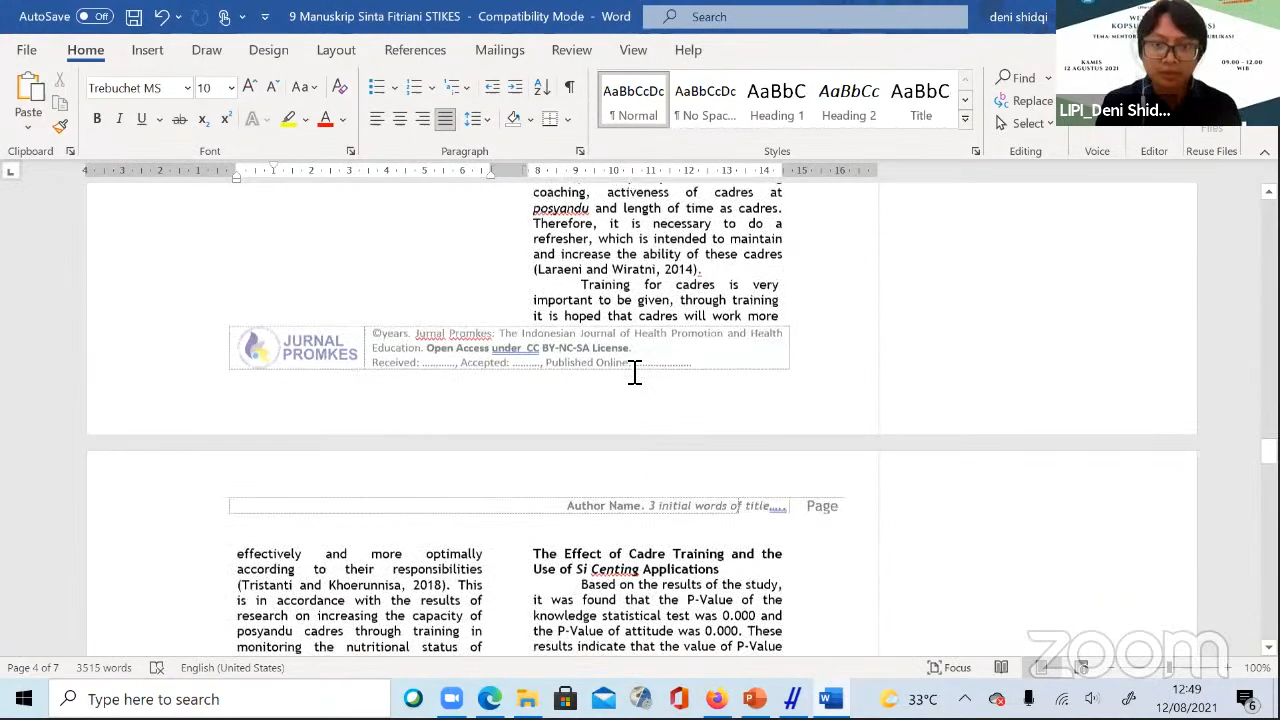 AutoSave Off
9 Manuskrip Sinta Fitriani STRKES - Compatibility Mode - Word
Search
deni shidqi
File Home Insert Draw Design Layout References Mailings Review View Help
Paste
Clipboard
Trebuchet MS 10
Font
Paragraph
AaBbCcDc AaBbCcDc AaBbC AaBbCc AaBbC
¶ Normal ¶ No Spac... Heading 1 Heading 2 Title
Styles
Find
Replace
Select
Editing
Voice
Editor
Files
Reuse Files
KAMIS
12 AGUSTUS 2021
09.00 - 12.00
WIB
LIPI_Deni Shid...
coaching, activeness of cadres at
posyandu and length of time as cadres.
Therefore, it is necessary to do a
refresher, which is intended to maintain
and increase the ability of these cadres
(Laraeni and Wiratni, 2014).
Training for cadres is very
important to be given, through training
it is hoped that cadres will work more
JURNAL
PROMKES
©years. Jurnal Promkes: The Indonesian Journal of Health Promotion and Health
Education. Open Access under CC BY-NC-SA License.
Received: ..........., Accepted: ........., Published Online: ..................
Author Name. 3 initial words of title..... Page
effectively and more optimally
according to their responsibilities
(Tristanti and Khoerunnisa, 2018). This
is in accordance with the results of
research on increasing the capacity of
posyandu cadres through training in
monitoring the nutritional status of
The Effect of Cadre Training and the
Use of Si Centing Applications
Based on the results of the study,
it was found that the P-Value of the
knowledge statistical test was 0.000 and
the P-Value of attitude was 0.000. These
results indicate that the value of P-Value
zoom
Page 4 of 7 3515 words English (United States) Focus 100%
Type here to search
33°C
12:49
12/08/2021
6